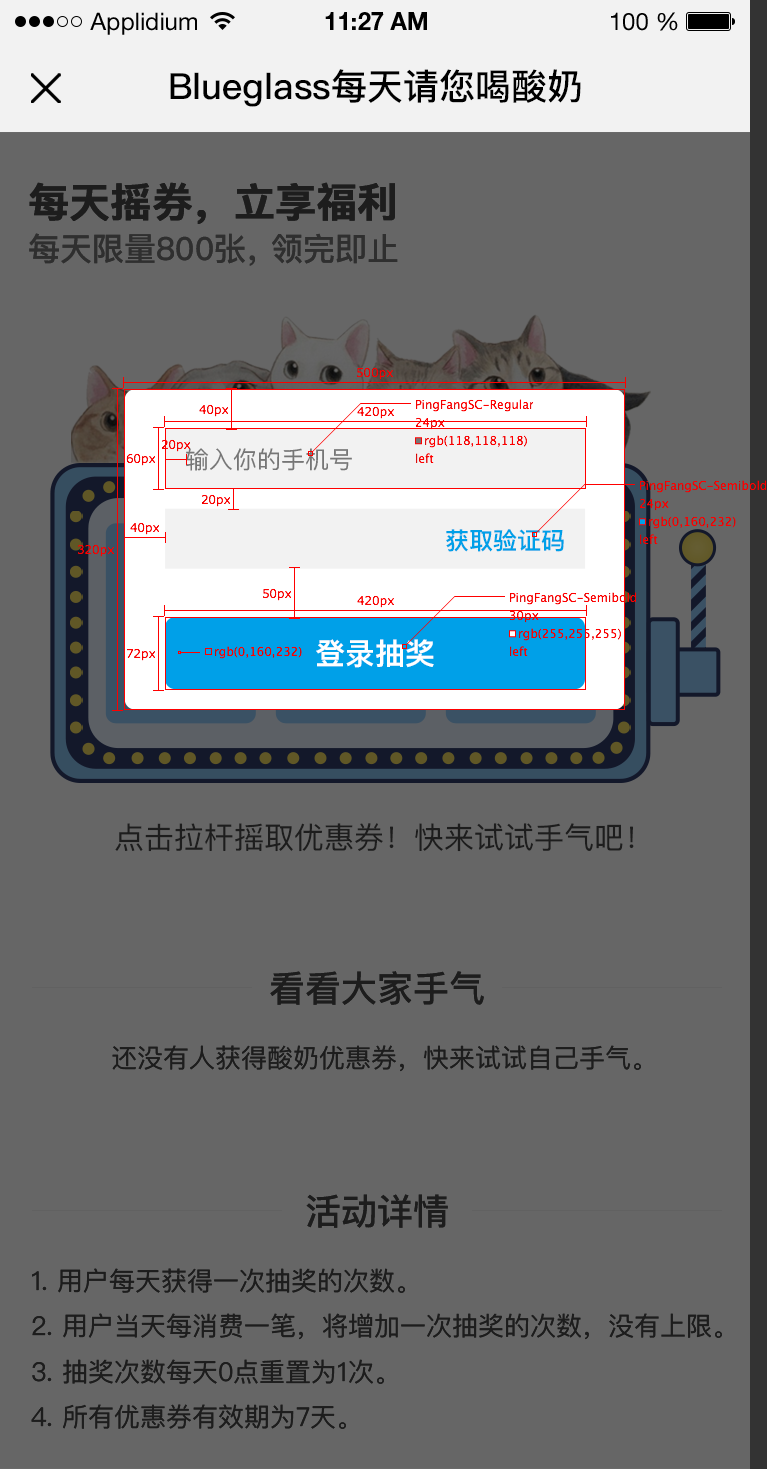 Applidium 11:27 AM 100 %
Blueglass每天请您喝酸奶
每天摇券，立享福利
每天限量800张，领完即止
500px
40px
420px
PingFangSC-Regular
24px
rgb(118,118,118)
left
20px
60px
输入你的手机号
20px
PingFangSC-Semibold
24px
rgb(0,160,232)
left
40px
获取验证码
320px
50px
420px
PingFangSC-Semibold
30px
rgb(255,255,255)
left
72px
rgb(0,160,232)
登录抽奖
点击拉杆摇取优惠券！快来试试手气吧！
看看大家手气
还没有人获得酸奶优惠券，快来试试自己手气。
活动详情
1. 用户每天获得一次抽奖的次数。
2. 用户当天每消费一笔，将增加一次抽奖的次数，没有上限。
3. 抽奖次数每天0点重置为1次。
4. 所有优惠券有效期为7天。